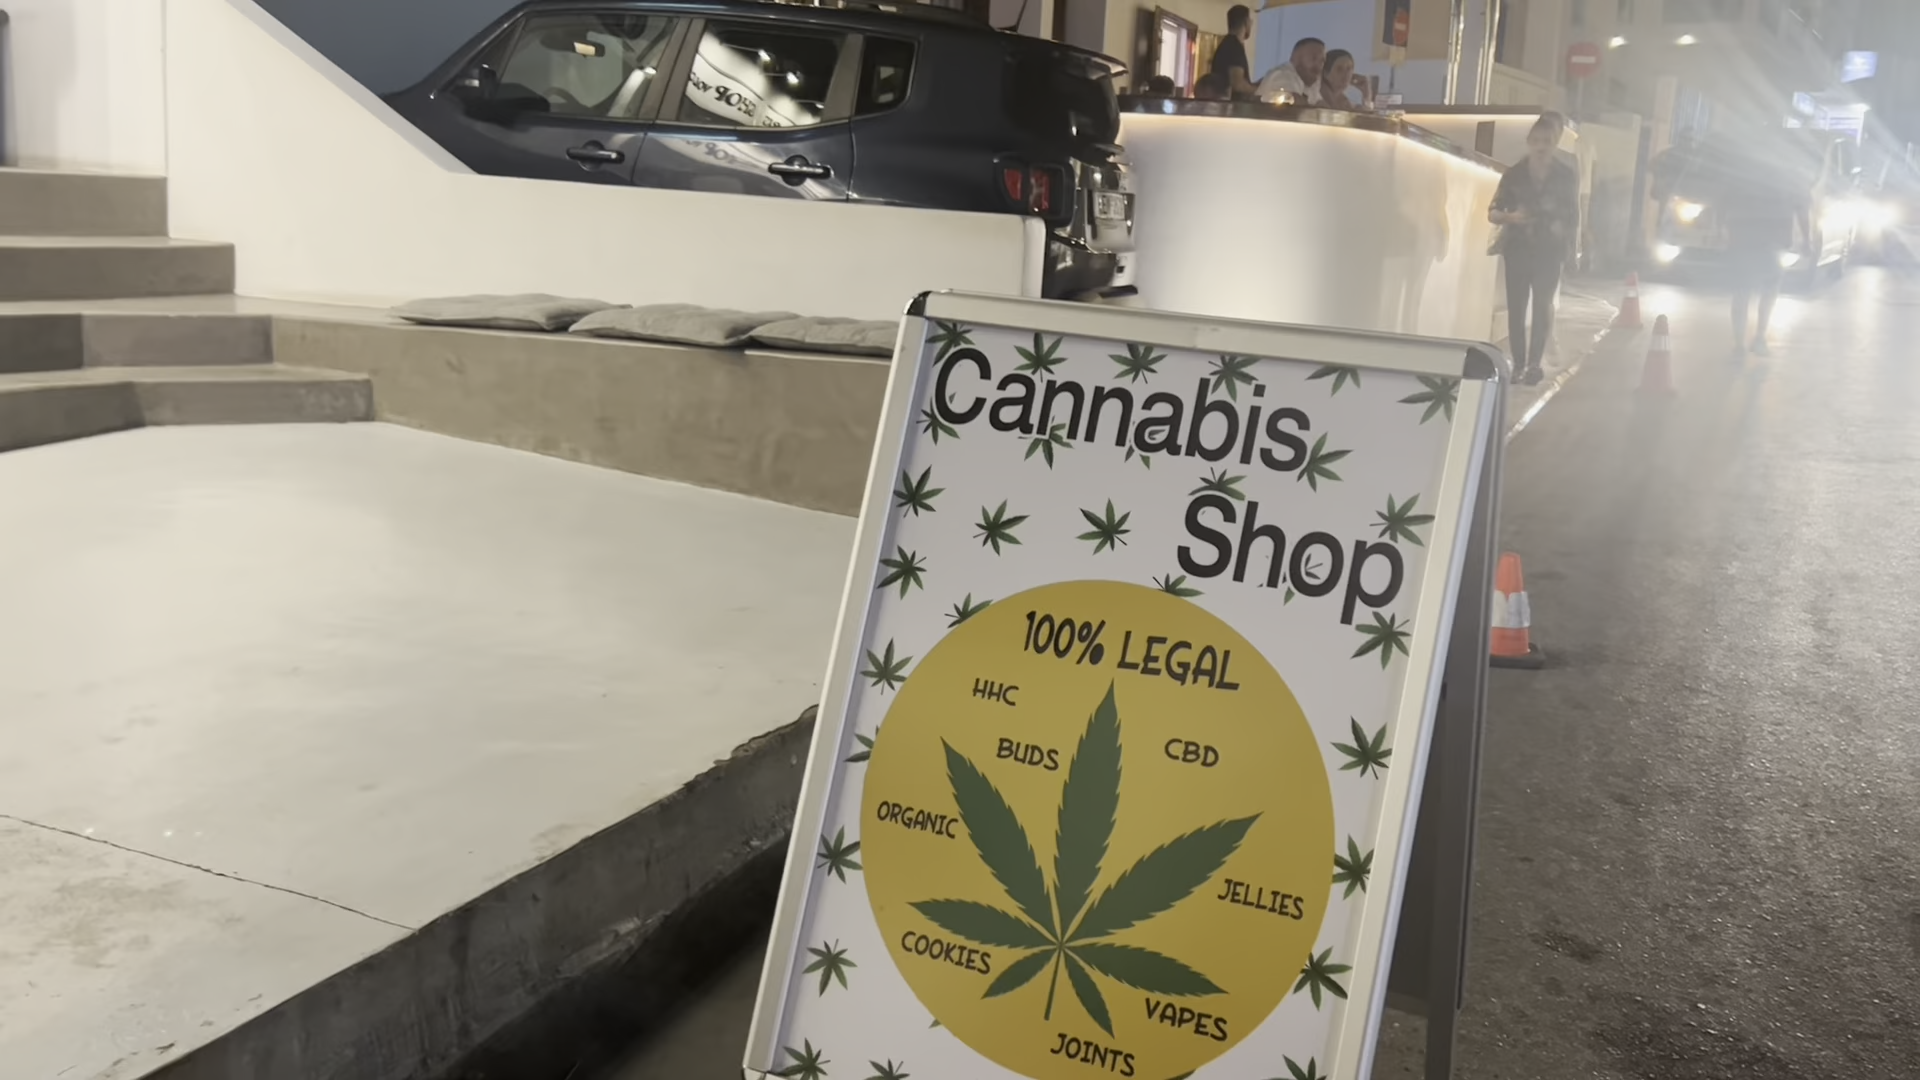 Cannabis
Shop
100% LEGAL
HHC
BUDS
CBD
ORGANIC
JELLIES
COOKIES
VAPES
JOINTS